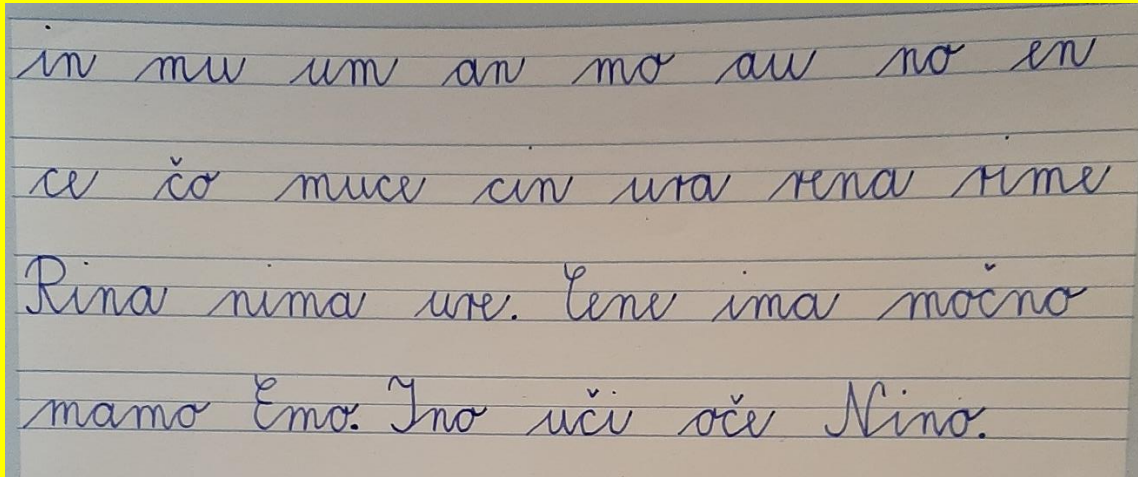 in mu um an mo au no en
ce čo muce cin ura rena rime
Rina nima ure. Cene ima močno
mamo Emo. Ino uči oče Nino.